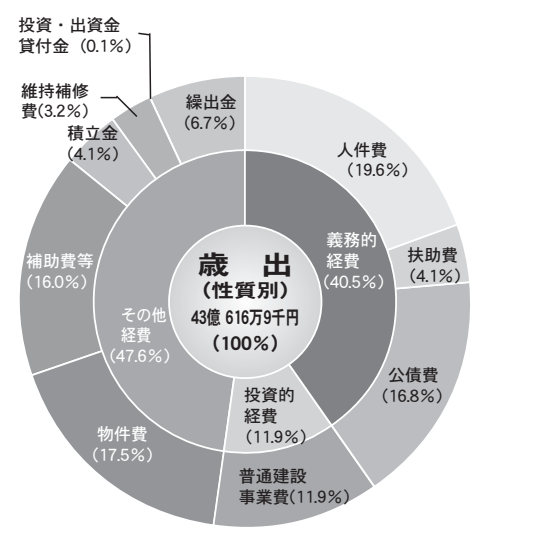 投資・出資金
貸付金（0.1%）
維持補修
費(3.2%）
積立金
（4.1%）
繰出金
（6.7%）
人件費
（19.6%）
扶助費
（4.1%）
公債費
（16.8%）
普通建設
事業費(11.9%）
物件費
（17.5%）
補助費等
（16.0%）
義務的
経費
（40.5%）
投資的
経費
（11.9%）
その他
経費
（47.6%）
歳　出
（性質別）
43億 616万9千円
（100%）